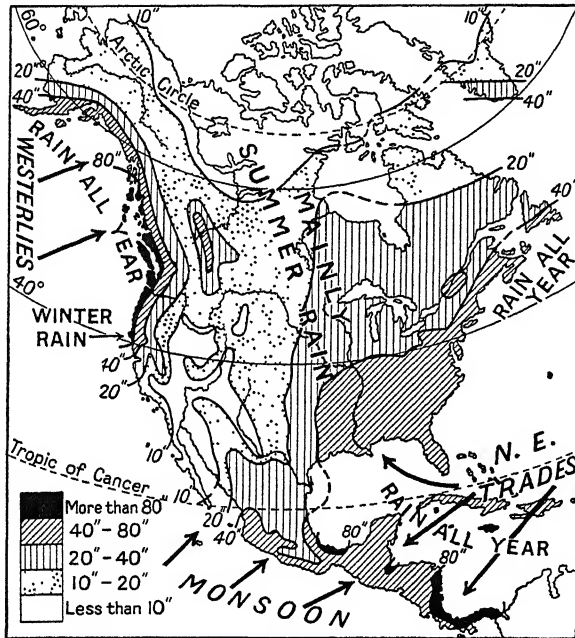 60°
10"
10"
Arctic Circle
20"
40"
20"
40"
RAIN ALL YEAR
WESTERLIES
80"
SUMMER
MAINLY RAIN
20"
40"
RAIN ALL YEAR
40°
WINTER RAIN
40"
20"
10"
10"
Tropic of Cancer
20"
40"
N. E. TRADES
RAIN ALL YEAR
80"
80"
MONSOON
More than 80"
40"-80"
20"-40"
10"-20"
Less than 10"